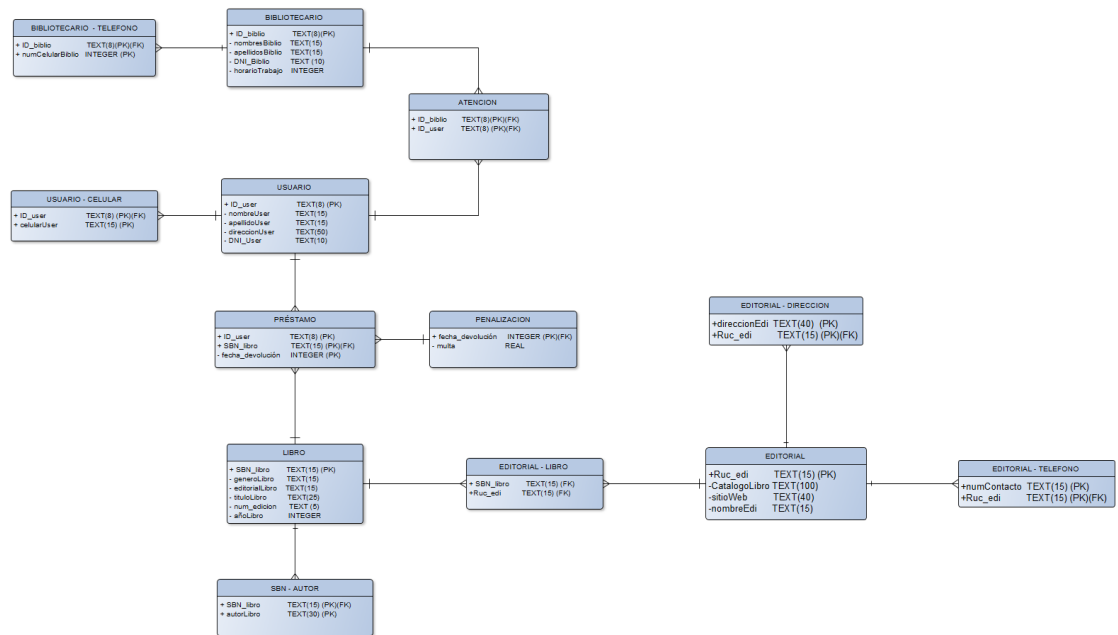 BIBLIOTECARIO
+ ID_biblio TEXT(8)(PK)
- nombresBiblio TEXT(15)
- apellidosBiblio TEXT(15)
- DNI_Biblio TEXT (10)
- horarioTrabajo INTEGER
BIBLIOTECARIO - TELEFONO
+ ID_biblio TEXT(8)(PK)(FK)
+ numCelularBiblio INTEGER (PK)
ATENCION
+ ID_biblio TEXT(8)(PK)(FK)
+ ID_user TEXT(8) (PK)(FK)
USUARIO
+ ID_user TEXT(8) (PK)
- nombreUser TEXT(15)
- apellidoUser TEXT(15)
- direccionUser TEXT(50)
- DNI_User TEXT(10)
USUARIO - CELULAR
+ ID_user TEXT(8) (PK)(FK)
+ celularUser TEXT(15) (PK)
PRÉSTAMO
+ ID_user TEXT(8) (PK)
+ SBN_libro TEXT(15) (PK)(FK)
- fecha_devolución INTEGER (PK)
PENALIZACION
+ fecha_devolución INTEGER (PK)(FK)
- multa REAL
EDITORIAL - DIRECCION
+direccionEdi TEXT(40) (PK)
+Ruc_edi TEXT(15) (PK)(FK)
LIBRO
+ SBN_libro TEXT(15) (PK)
- generoLibro TEXT(15)
- editorialLibro TEXT(15)
- tituloLibro TEXT(25)
- num_edicion TEXT (5)
- añoLibro INTEGER
EDITORIAL - LIBRO
+ SBN_libro TEXT(15) (FK)
+Ruc_edi TEXT(15) (FK)
EDITORIAL
+Ruc_edi TEXT(15) (PK)
-CatalogoLibro TEXT(100)
-sitioWeb TEXT(40)
-nombreEdi TEXT(15)
EDITORIAL - TELEFONO
+numContacto TEXT(15) (PK)
+Ruc_edi TEXT(15) (PK)(FK)
SBN - AUTOR
+ SBN_libro TEXT(15) (PK)(FK)
+ autorLibro TEXT(30) (PK)